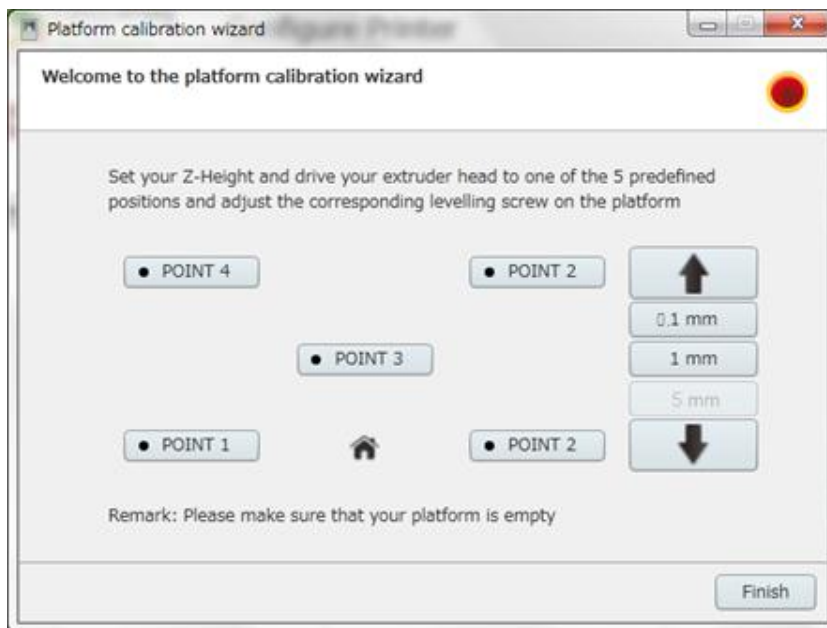 Platform calibration wizard
Configure Printer
Welcome to the platform calibration wizard
Set your Z-Height and drive your extruder head to one of the 5 predefined
positions and adjust the corresponding levelling screw on the platform
POINT 4
POINT 2
0.1 mm
POINT 3
1 mm
5 mm
POINT 1
POINT 2
Remark: Please make sure that your platform is empty
Finish